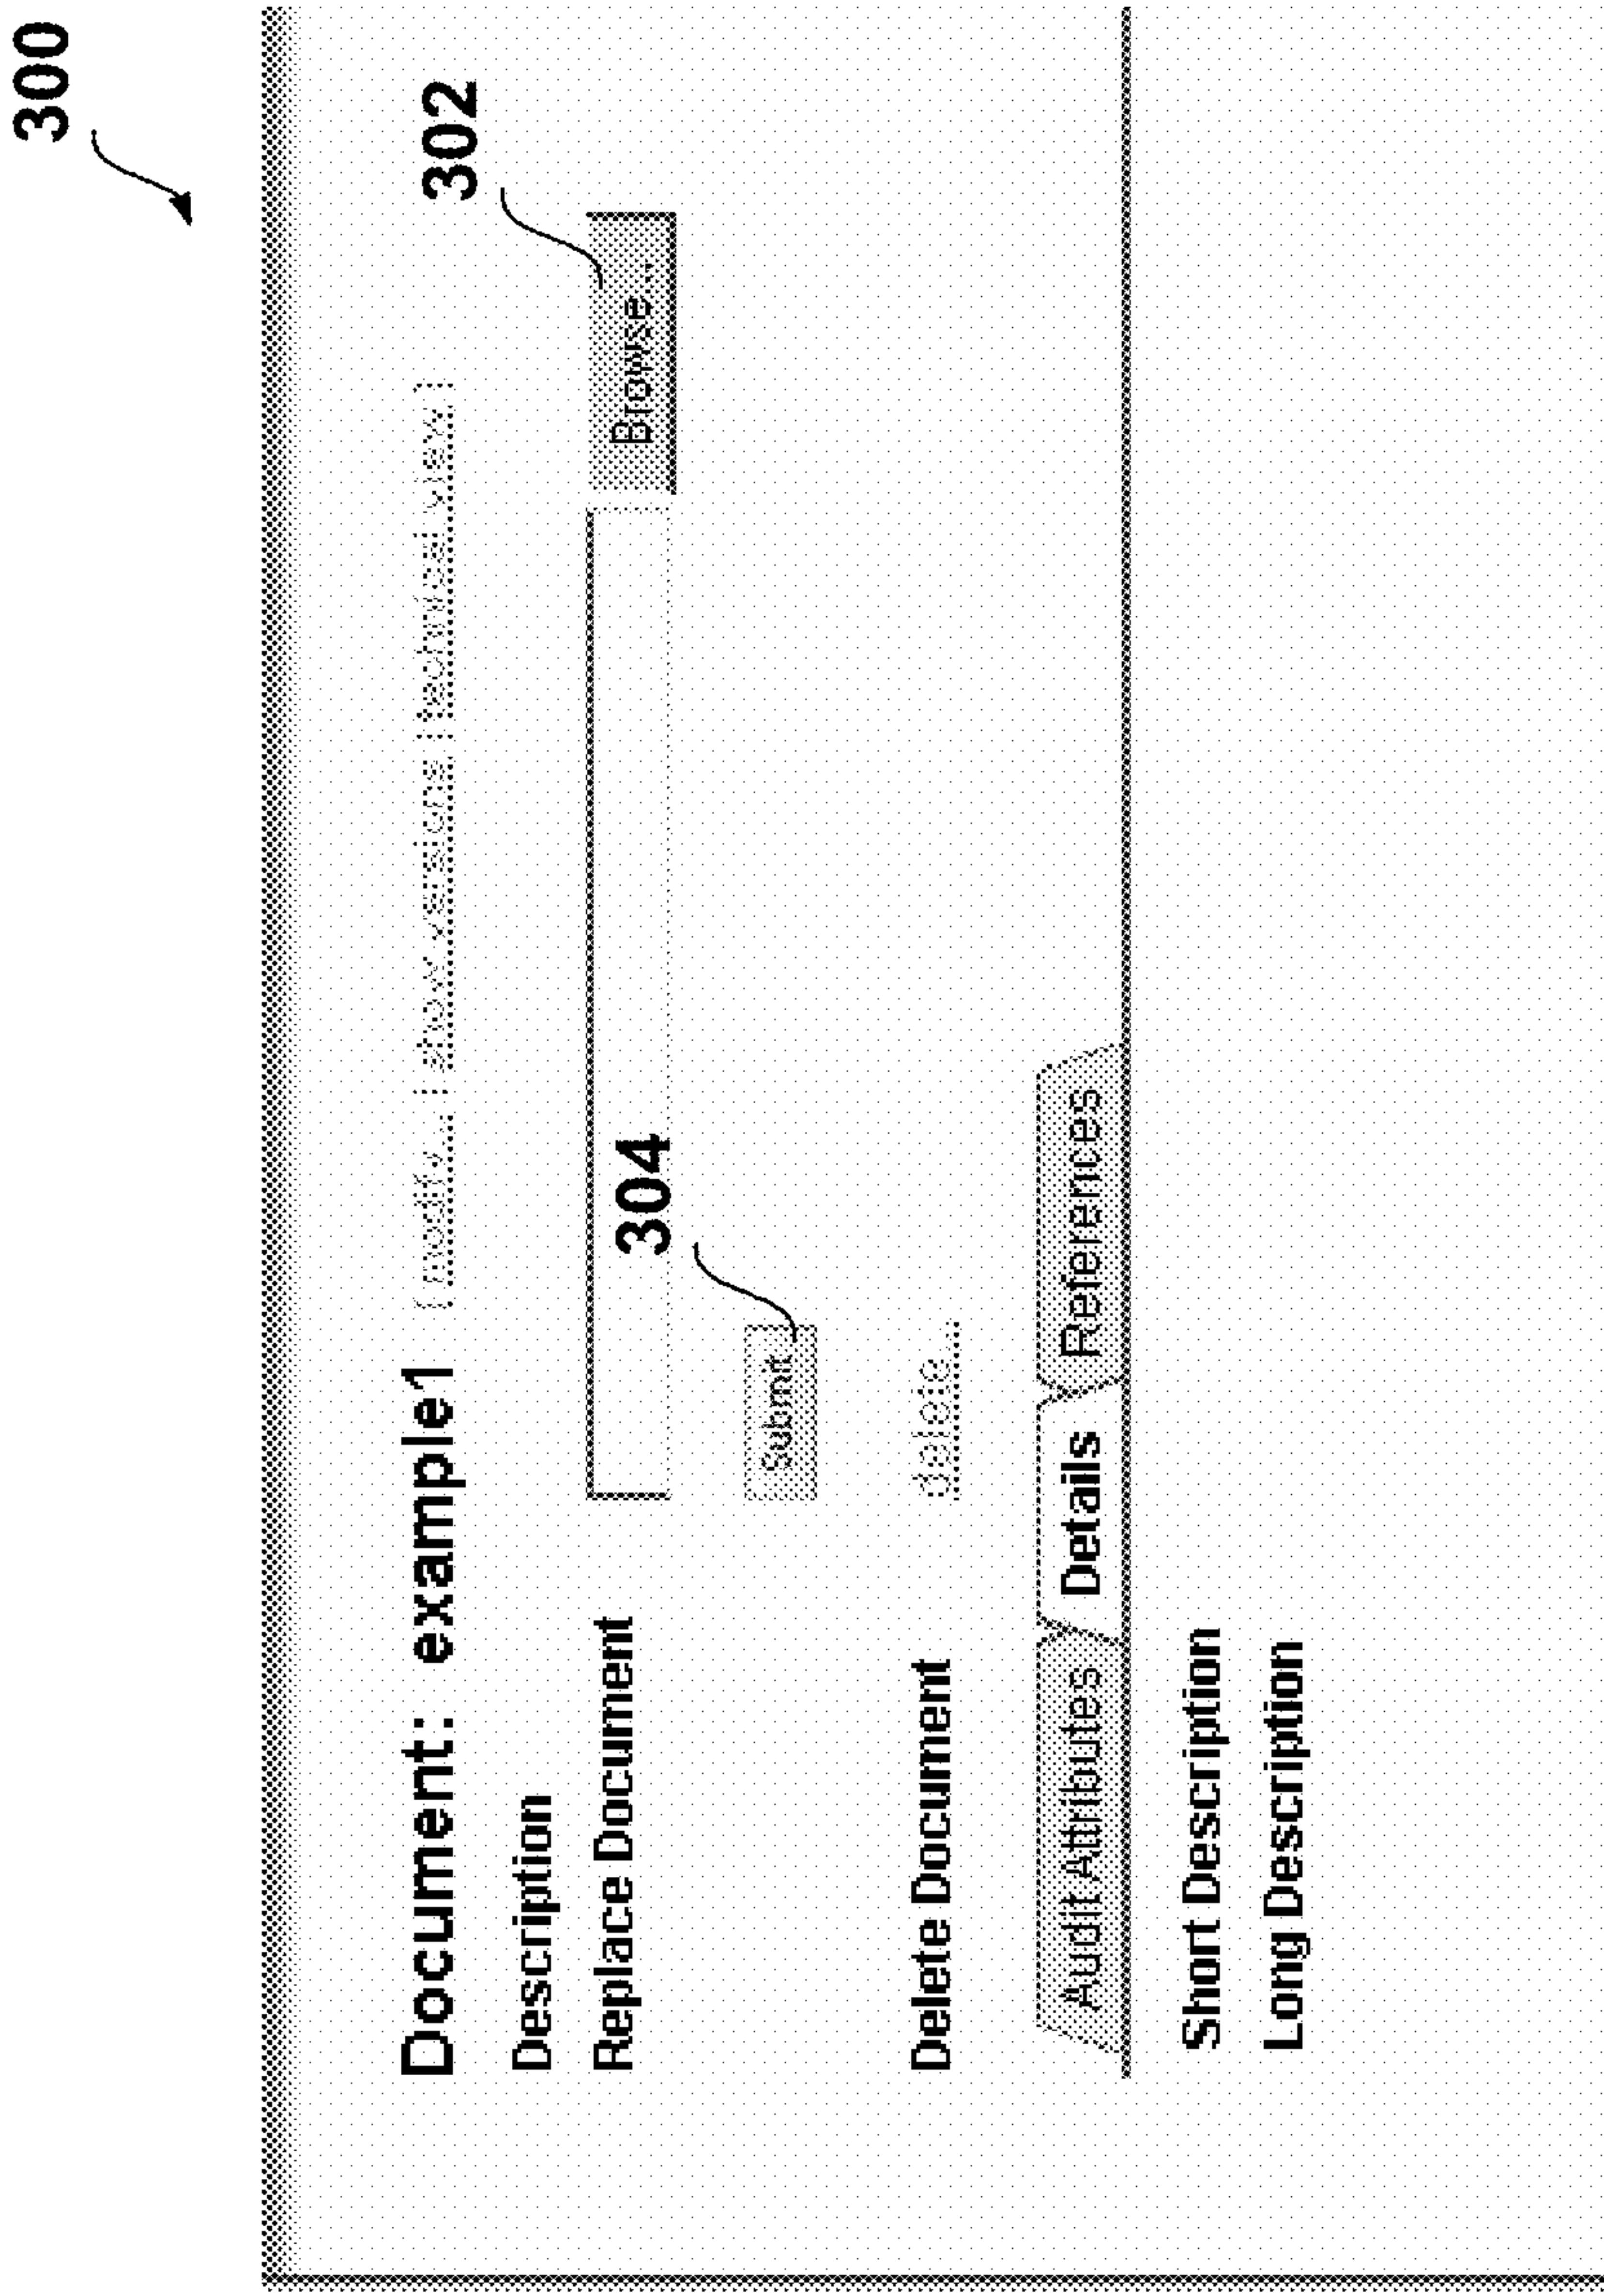 300
Document: example1 [ modify... | show versions | technical view ]
302
Description
Replace Document Browse...
304
Submit
Delete Document delete...
Audit Attributes Details References
Short Description
Long Description